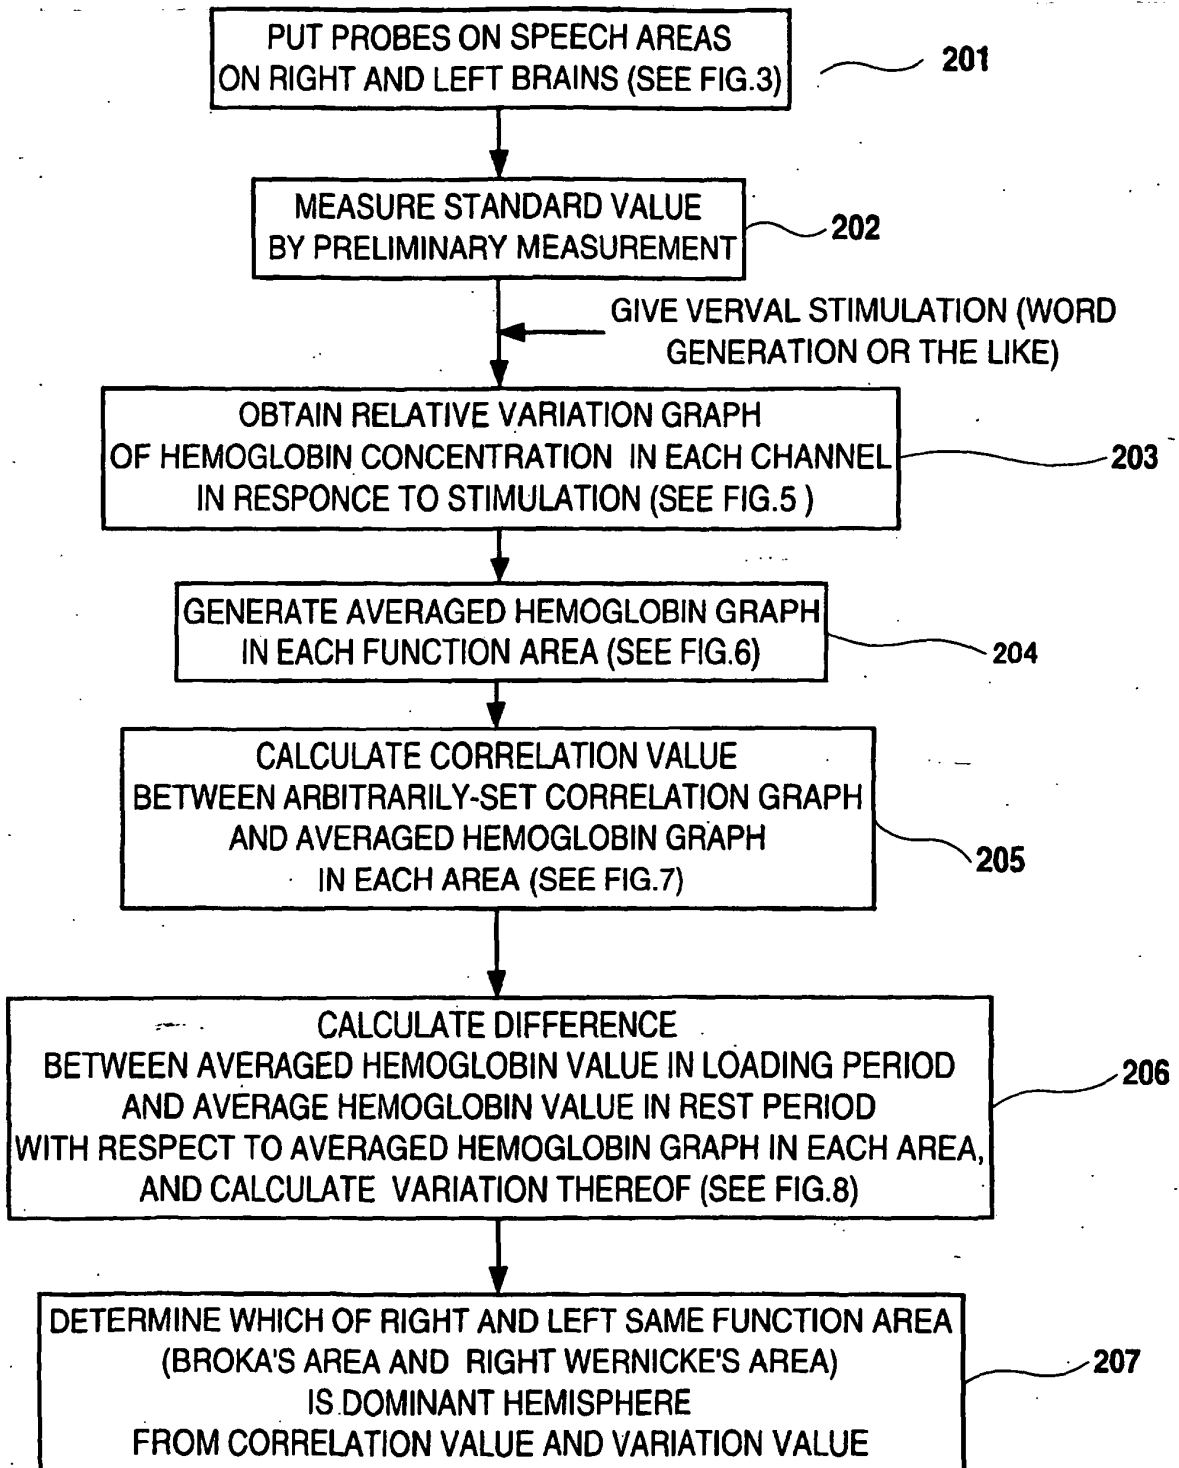 PUT PROBES ON SPEECH AREAS
ON RIGHT AND LEFT BRAINS (SEE FIG.3)
201
MEASURE STANDARD VALUE
BY PRELIMINARY MEASUREMENT
202
GIVE VERVAL STIMULATION (WORD
GENERATION OR THE LIKE)
OBTAIN RELATIVE VARIATION GRAPH
OF HEMOGLOBIN CONCENTRATION IN EACH CHANNEL
IN RESPONCE TO STIMULATION (SEE FIG.5 )
203
GENERATE AVERAGED HEMOGLOBIN GRAPH
IN EACH FUNCTION AREA (SEE FIG.6)
204
CALCULATE CORRELATION VALUE
BETWEEN ARBITRARILY-SET CORRELATION GRAPH
AND AVERAGED HEMOGLOBIN GRAPH
IN EACH AREA (SEE FIG.7)
205
CALCULATE DIFFERENCE
BETWEEN AVERAGED HEMOGLOBIN VALUE IN LOADING PERIOD
AND AVERAGE HEMOGLOBIN VALUE IN REST PERIOD
WITH RESPECT TO AVERAGED HEMOGLOBIN GRAPH IN EACH AREA,
AND CALCULATE VARIATION THEREOF (SEE FIG.8)
206
DETERMINE WHICH OF RIGHT AND LEFT SAME FUNCTION AREA
(BROKA'S AREA AND RIGHT WERNICKE'S AREA)
IS DOMINANT HEMISPHERE
FROM CORRELATION VALUE AND VARIATION VALUE
207